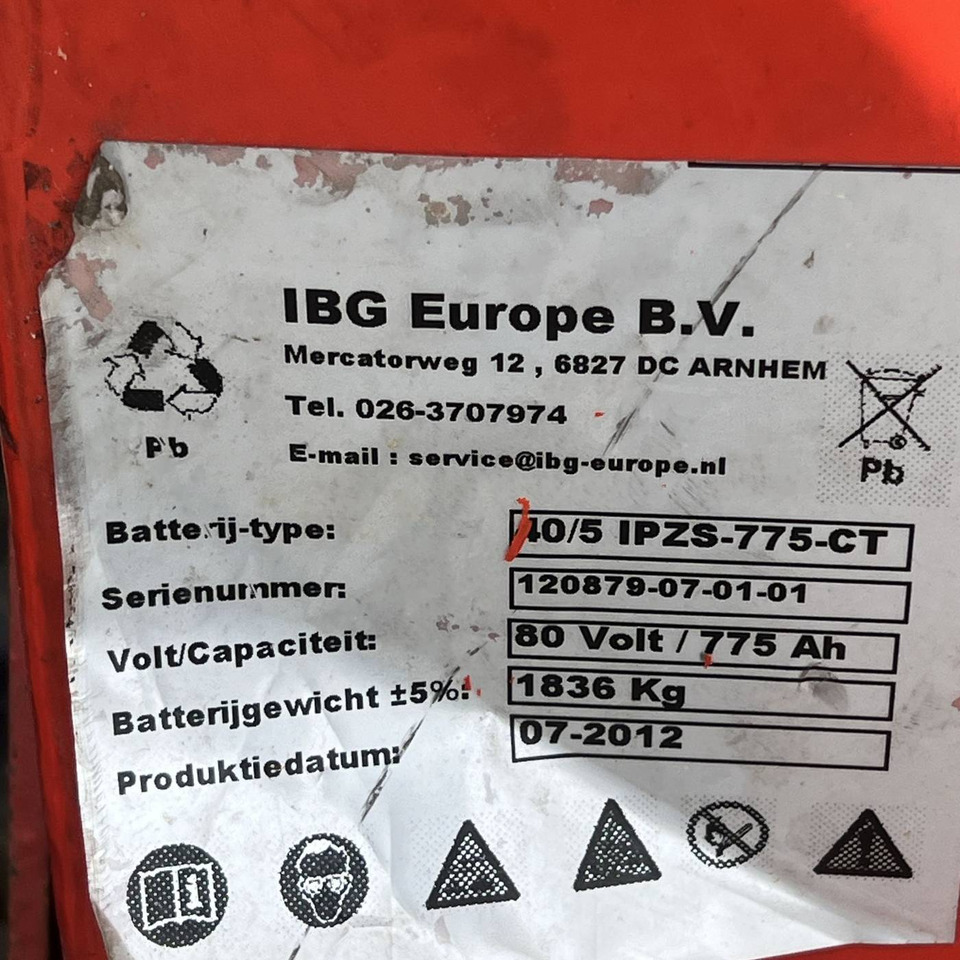 IBG Europe B.V.
Mercatorweg 12 , 6827 DC ARNHEM
Tel. 026-3707974
E-mail : service@ibg-europe.nl
Pb
Pb
Batterij-type: 40/5 IPZS-775-CT
Serienummer: 120879-07-01-01
Volt/Capaciteit: 80 Volt / 775 Ah
Batterijgewicht ±5%: 1836 Kg
Produktiedatum: 07-2012